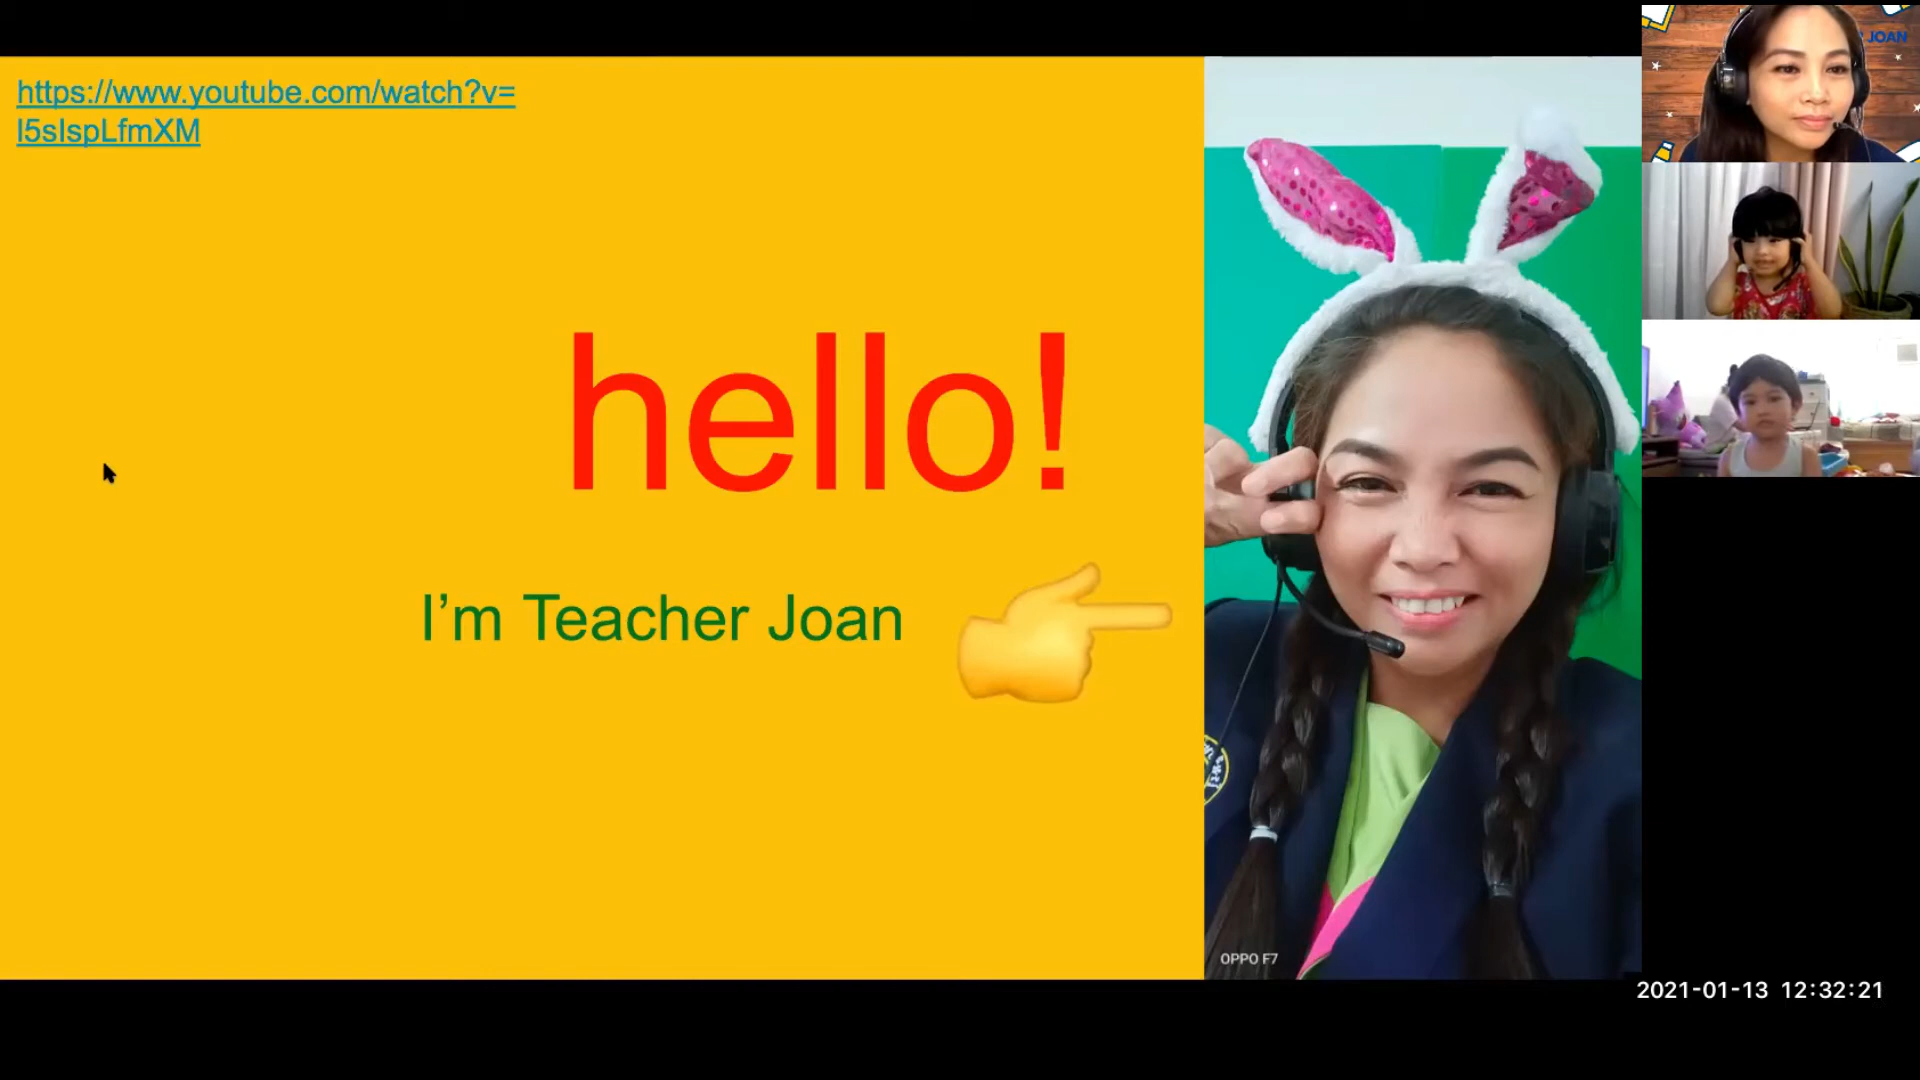 https://www.youtube.com/watch?v=
l5slspLfmXM
hello!
I’m Teacher Joan
OPPO F7
JOAN
2021-01-13 12:32:21